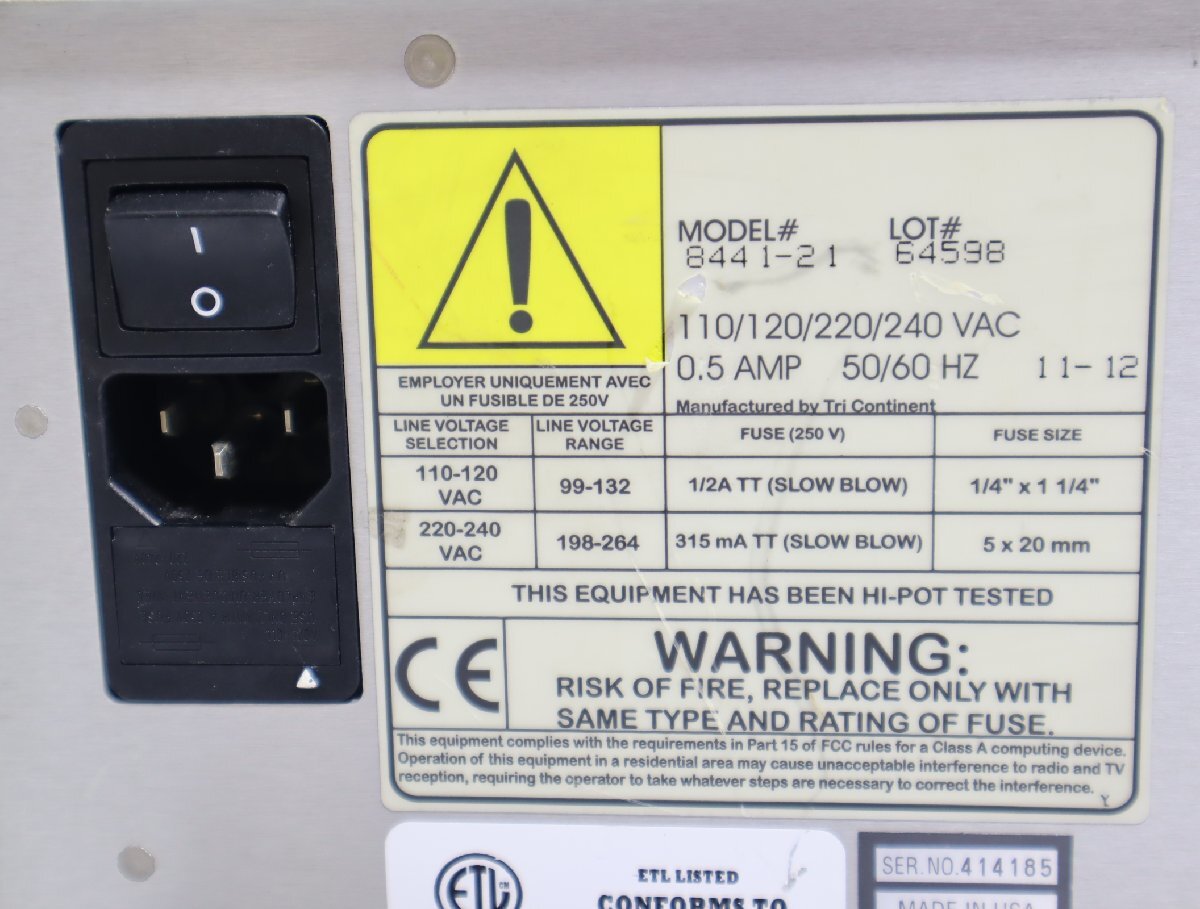 I
O
MODEL# LOT#
8441-21 64598
110/120/220/240 VAC
0.5 AMP 50/60 HZ 11-12
Manufactured by Tri Continent
EMPLOYER UNIQUEMENT AVEC
UN FUSIBLE DE 250V
LINE VOLTAGE
SELECTION
LINE VOLTAGE
RANGE
FUSE (250 V)
FUSE SIZE
110-120
VAC
99-132
1/2A TT (SLOW BLOW)
1/4" x 1 1/4"
220-240
VAC
198-264
315 mA TT (SLOW BLOW)
5 x 20 mm
THIS EQUIPMENT HAS BEEN HI-POT TESTED
CE
WARNING:
RISK OF FIRE, REPLACE ONLY WITH
SAME TYPE AND RATING OF FUSE.
This equipment complies with the requirements in Part 15 of FCC rules for a Class A computing device.
Operation of this equipment in a residential area may cause unacceptable interference to radio and TV
reception, requiring the operator to take whatever steps are necessary to correct the interference.
Y
ETL
CM
ETL LISTED
CONFORMS TO
SER. NO. 414185
MADE IN USA